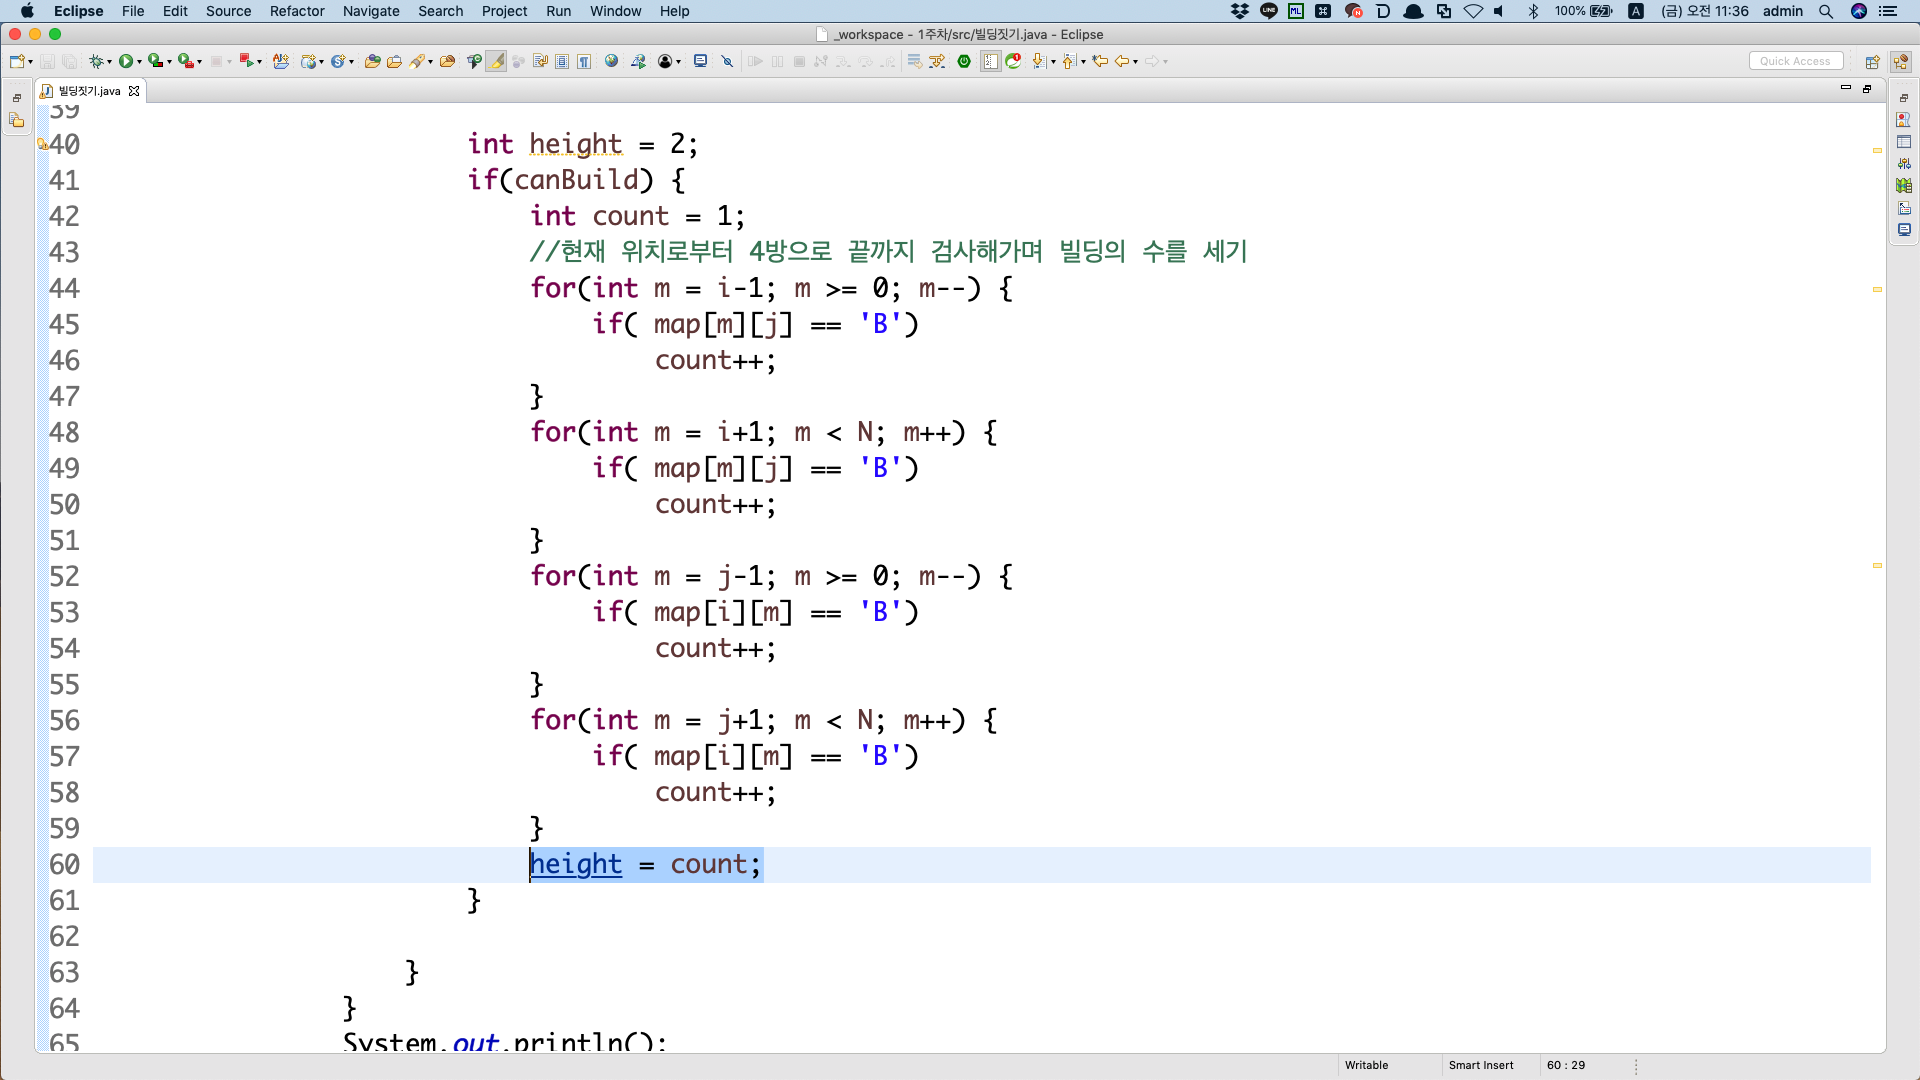 Eclipse File Edit Source Refactor Navigate Search Project Run Window Help 100% (금) 오전 11:36 admin
_workspace - 1주차/src/빌딩짓기.java - Eclipse
Quick Access
빌딩짓기.java
39
40 int height = 2;
41 if(canBuild) {
42 int count = 1;
43 //현재 위치로부터 4방으로 끝까지 검사해가며 빌딩의 수를 세기
44 for(int m = i-1; m >= 0; m--) {
45 if( map[m][j] == 'B')
46 count++;
47 }
48 for(int m = i+1; m < N; m++) {
49 if( map[m][j] == 'B')
50 count++;
51 }
52 for(int m = j-1; m >= 0; m--) {
53 if( map[i][m] == 'B')
54 count++;
55 }
56 for(int m = j+1; m < N; m++) {
57 if( map[i][m] == 'B')
58 count++;
59 }
60 height = count;
61 }
62
63 }
64 }
65 System.out.println();
Writable Smart Insert 60 : 29